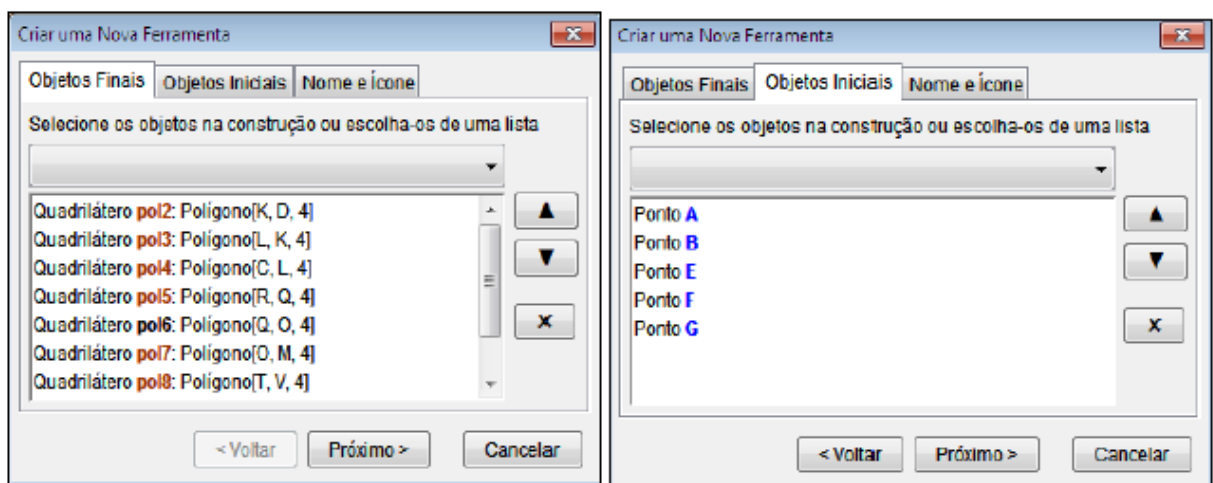 Criar uma Nova Ferramenta
Objetos Finais Objetos Iniciais Nome e Ícone
Selecione os objetos na construção ou escolha-os de uma lista
Quadrilátero pol2: Polígono[K, D, 4]
Quadrilátero pol3: Polígono[L, K, 4]
Quadrilátero pol4: Polígono[C, L, 4]
Quadrilátero pol5: Polígono[R, Q, 4]
Quadrilátero pol6: Polígono[Q, O, 4]
Quadrilátero pol7: Polígono[O, M, 4]
Quadrilátero pol8: Polígono[T, V, 4]
< Voltar Próximo > Cancelar
Criar uma Nova Ferramenta
Objetos Finais Objetos Iniciais Nome e Ícone
Selecione os objetos na construção ou escolha-os de uma lista
Ponto A
Ponto B
Ponto E
Ponto F
Ponto G
< Voltar Próximo > Cancelar